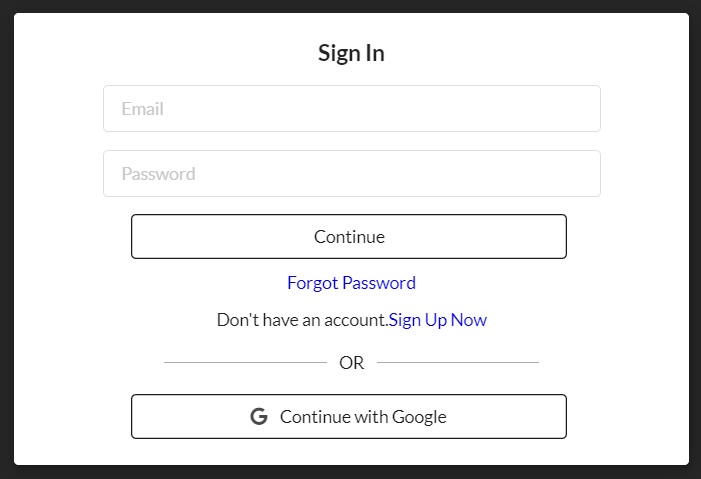 Sign In
Email
Password
Continue
Forgot Password
Don't have an account.Sign Up Now
OR
Continue with Google